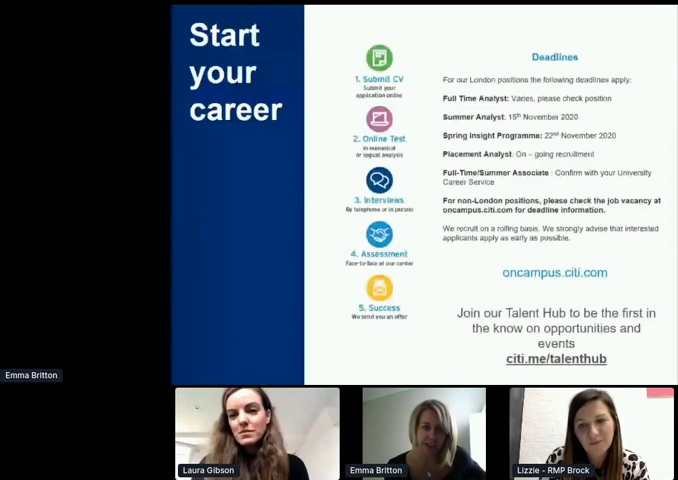 Start
your
career
1. Submit CV
Submit your
application online
2. Online Test
in numerical
or logical Analysis
3. Interviews
By telephone or in person
4. Assessment
Face-to-face at our center
5. Success
We send you an offer
Deadlines
For our London positions the following deadlines apply:
Full Time Analyst: Varies, please check position
Summer Analyst: 15th November 2020
Spring Insight Programme: 22nd November 2020
Placement Analyst: On – going recruitment
Full-Time/Summer Associate : Confirm with your University
Career Service
For non-London positions, please check the job vacancy at
oncampus.citi.com for deadline information.
We recruit on a rolling basis. We strongly advise that interested
applicants apply as early as possible.
oncampus.citi.com
Join our Talent Hub to be the first in
the know on opportunities and
events
citi.me/talenthub
Emma Britton
Laura Gibson
Emma Britton
Lizzie - RMP Brock